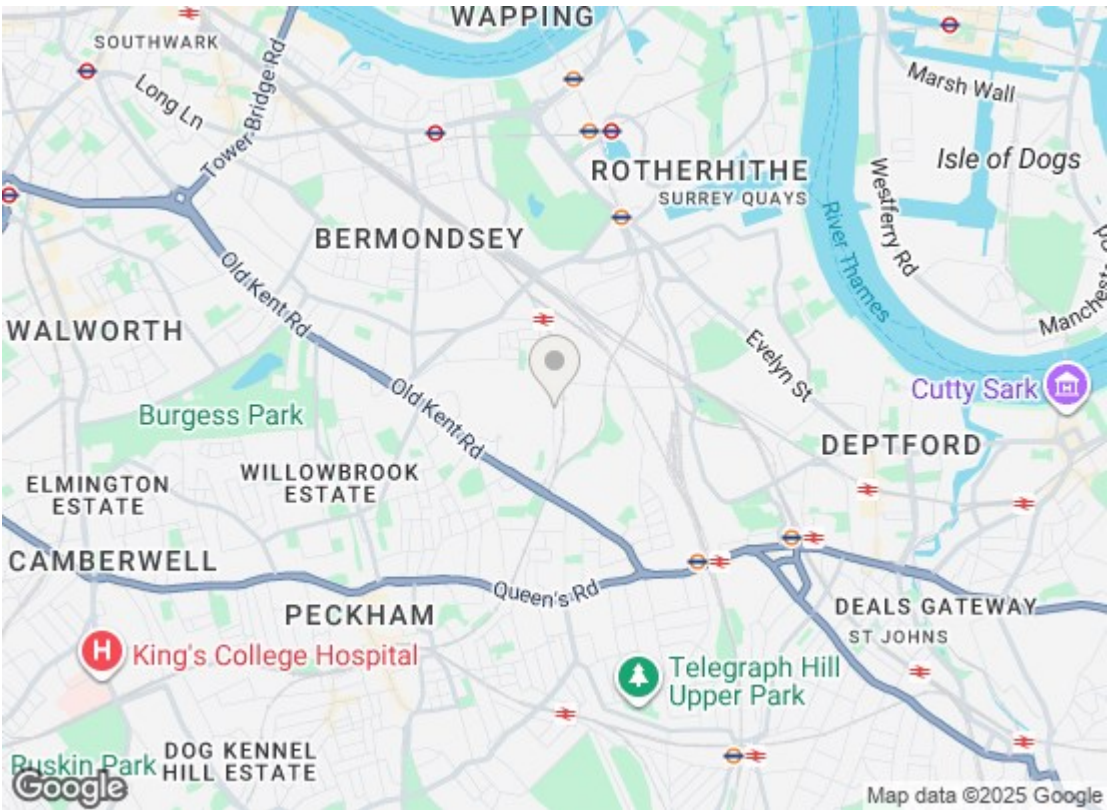 WAPPING
SOUTHWARK
Long Ln
Tower Bridge Rd
Marsh Wall
Isle of Dogs
ROTHERHITHE
SURREY QUAYS
Westferry Rd
River Thames
BERMONDSEY
Old Kent Rd
WALWORTH
Manchest
Evelyn St
Old Kent Rd
Cutty Sark
Burgess Park
DEPTFORD
WILLOWBROOK
ESTATE
ELMINGTON
ESTATE
CAMBERWELL
Queen's Rd
PECKHAM
DEALS GATEWAY
ST JOHNS
H
King's College Hospital
Telegraph Hill
Upper Park
Ruskin Park
DOG KENNEL
HILL ESTATE
Google
Map data ©2025 Google